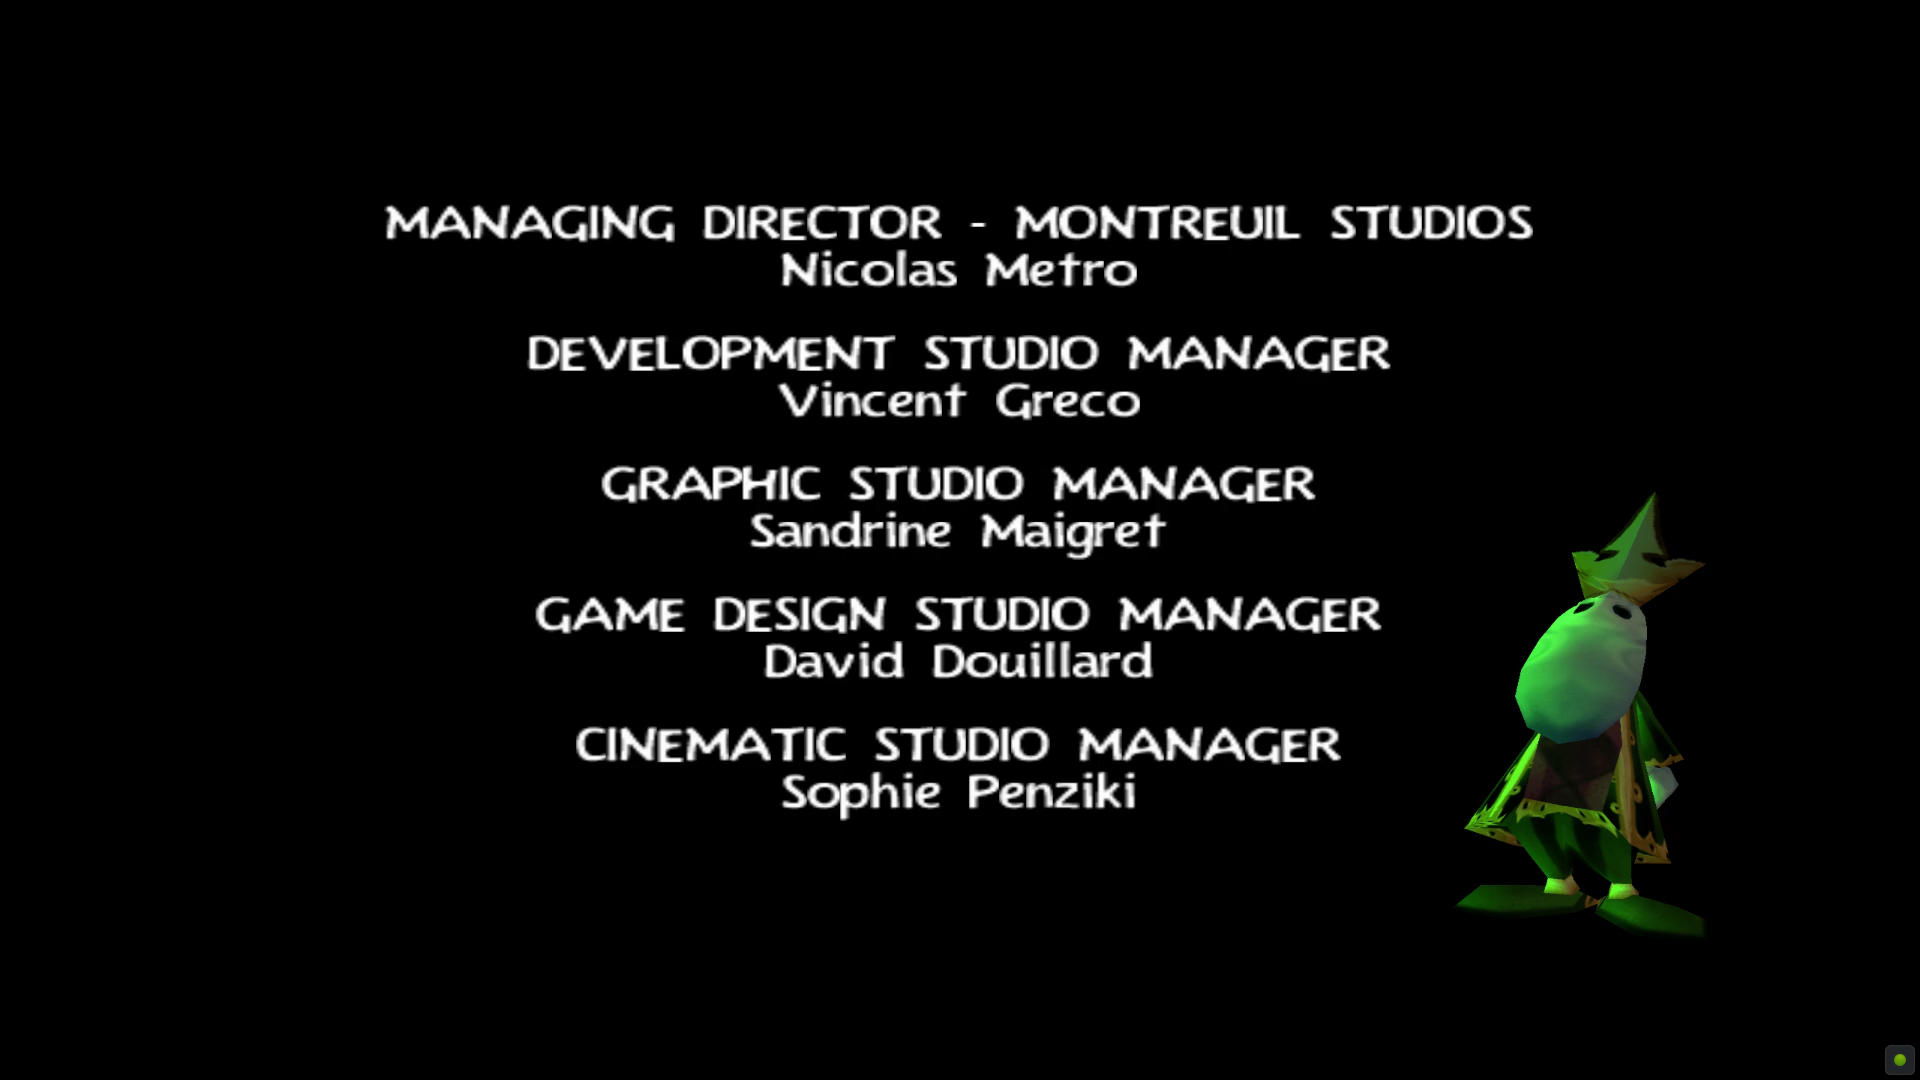 MANAGING DIRECTOR - MONTREUIL STUDIOS
Nicolas Metro
DEVELOPMENT STUDIO MANAGER
Vincent Greco
GRAPHIC STUDIO MANAGER
Sandrine Maigret
GAME DESIGN STUDIO MANAGER
David Douillard
CINEMATIC STUDIO MANAGER
Sophie Penziki